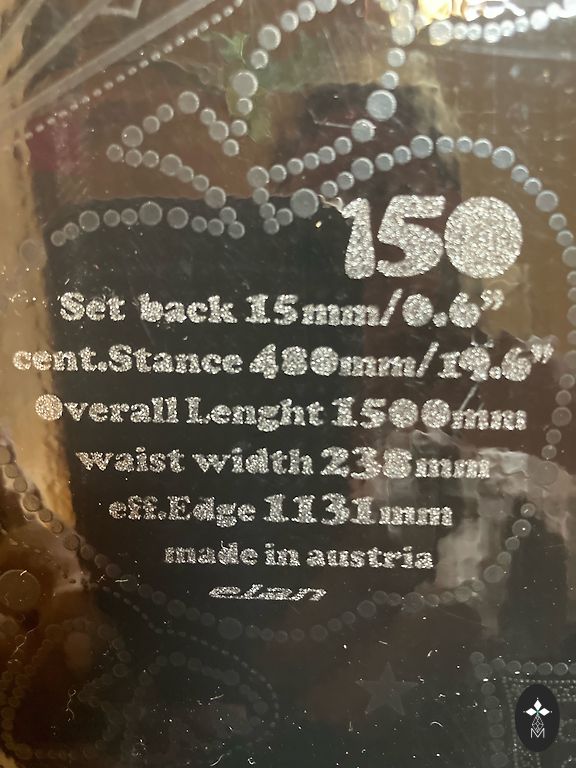 150
Set back 15mm/0.6”
cent.Stance 480mm/19.6”
Overall Lenght 1500mm
waist width 238mm
eff.Edge 1131mm
made in austria
elan
M